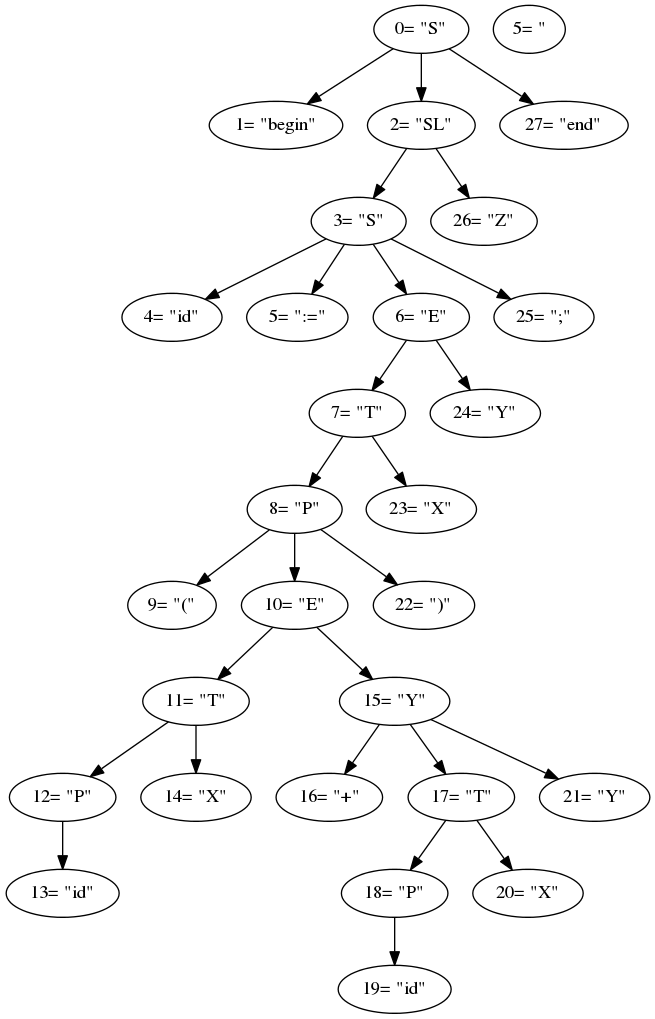 0= "S"
5= "
1= "begin"
2= "SL"
27= "end"
3= "S"
26= "Z"
4= "id"
5= ":="
6= "E"
25= ";"
7= "T"
24= "Y"
8= "P"
23= "X"
9= "("
10= "E"
22= ")"
11= "T"
15= "Y"
12= "P"
14= "X"
16= "+"
17= "T"
21= "Y"
13= "id"
18= "P"
20= "X"
19= "id"